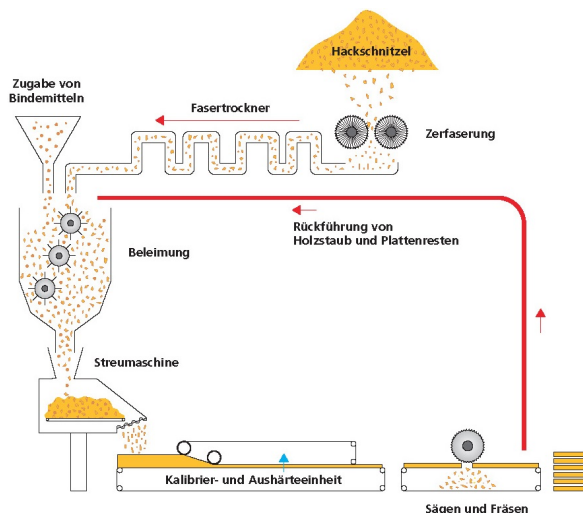 Hackschnitzel
Zugabe von
Bindemitteln
Fasertrockner
Zerfaserung
Rückführung von
Holzstaub und Plattenresten
Beleimung
Streumaschine
Kalibrier- und Aushärteeinheit
Sägen und Fräsen